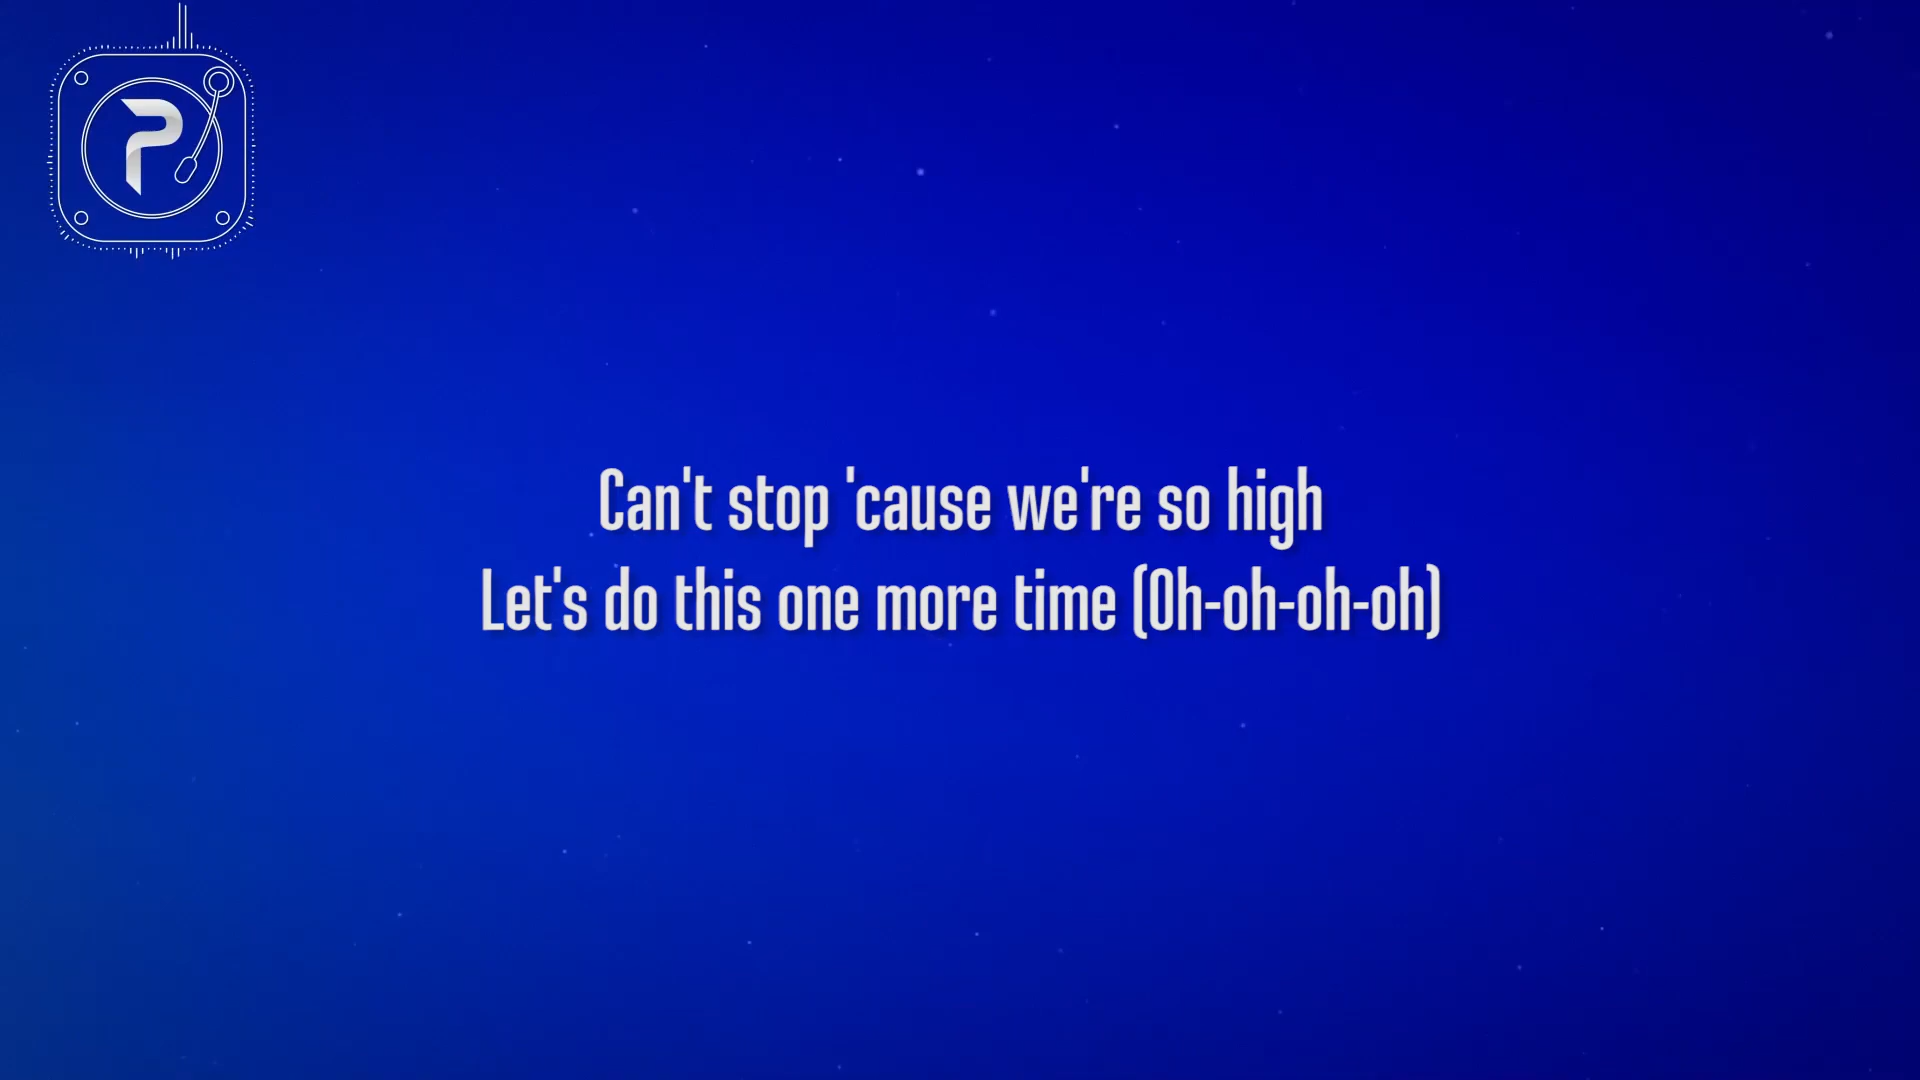 P
Can't stop 'cause we're so high
Let's do this one more time (Oh-oh-oh-oh)